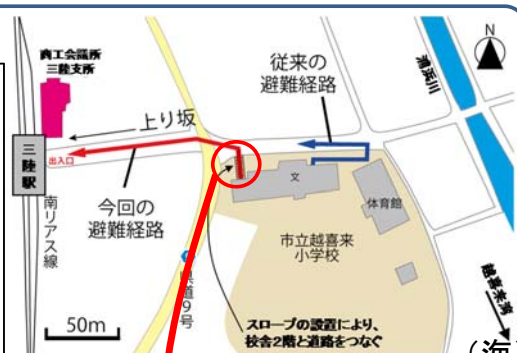 商工会議所
三陸支所
従来の
避難経路
浦浜川
N
上り坂
三陸駅
出入口
文
体育館
今回の
避難経路
南リアス線
市立越喜来
小学校
県道9号
越喜来湾
50m
スロープの設置により、
校舎2階と道路をつなぐ
(海)